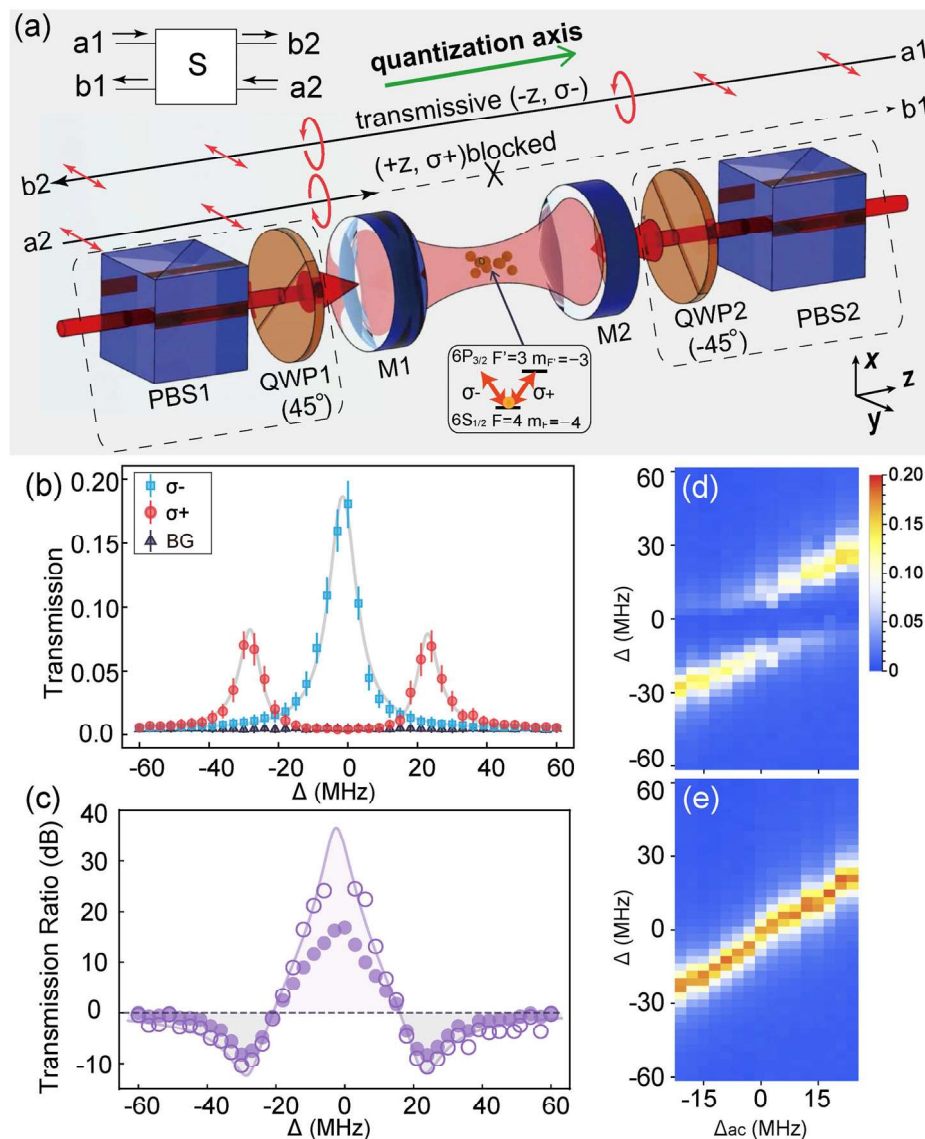 (a)
a1
b2
S
b1
a2
quantization axis
a1
transmissive (-z, σ-)
b1
(+z, σ+)blocked
b2
a2
M1
M2
QWP2
(-45°)
PBS2
QWP1
(45°)
PBS1
6P3/2 F'=3 mF'=-3
σ-
σ+
6S1/2 F=4 mF=-4
x
z
y
(b)
0.20
0.15
0.10
0.05
0.0
Transmission
σ-
σ+
BG
-60
-40
-20
0
20
40
60
Δ (MHz)
(c)
40
30
20
10
0
-10
Transmission Ratio (dB)
-60
-40
-20
0
20
40
60
Δ (MHz)
(d)
60
30
0
-30
-60
Δ (MHz)
0.20
0.15
0.10
0.05
0
(e)
60
30
0
-30
-60
Δ (MHz)
-15
0
15
Δac (MHz)